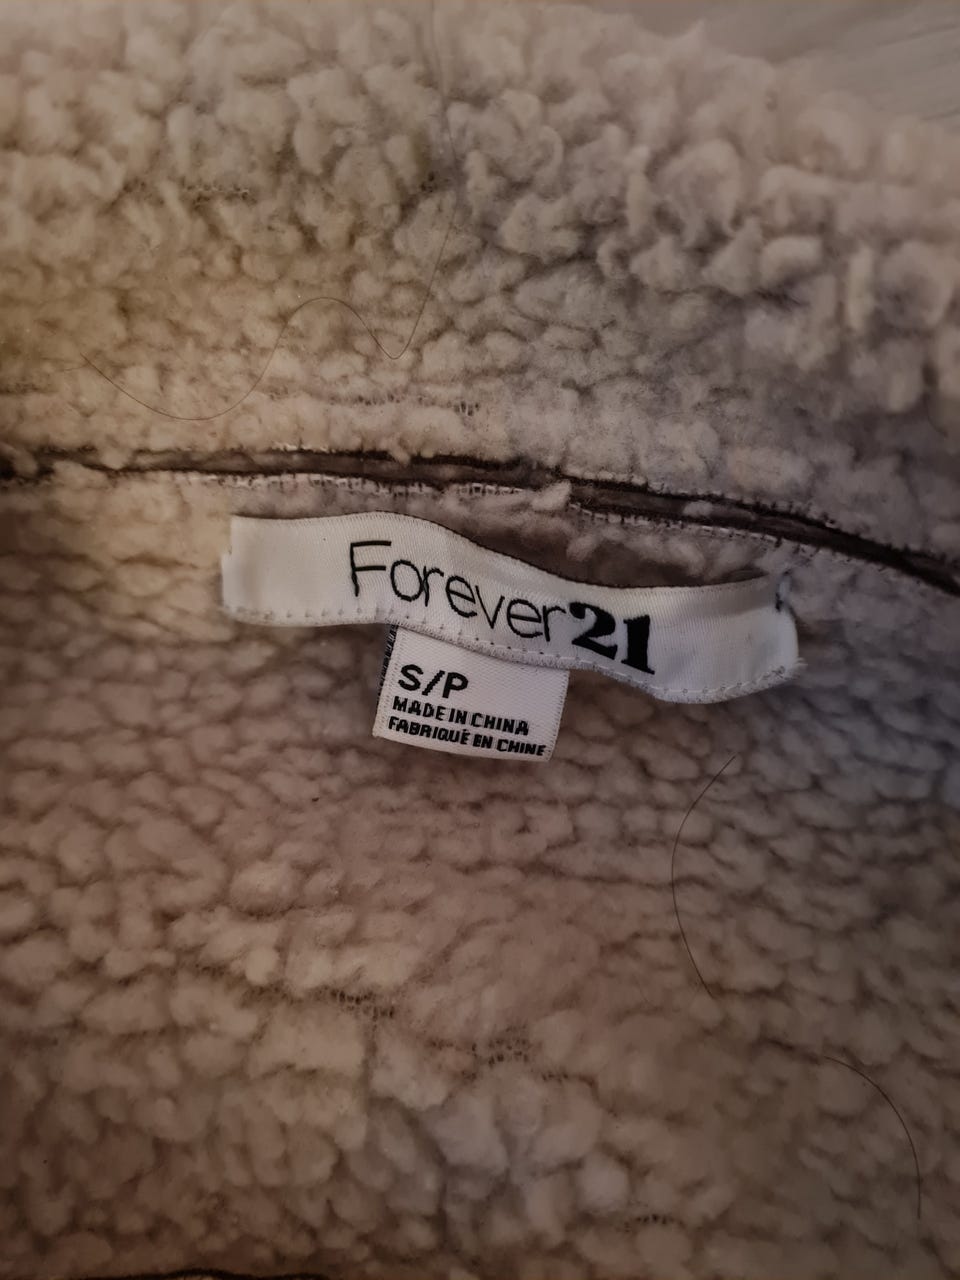 Forever21
S/P
MADE IN CHINA
FABRIQUÉ EN CHINE